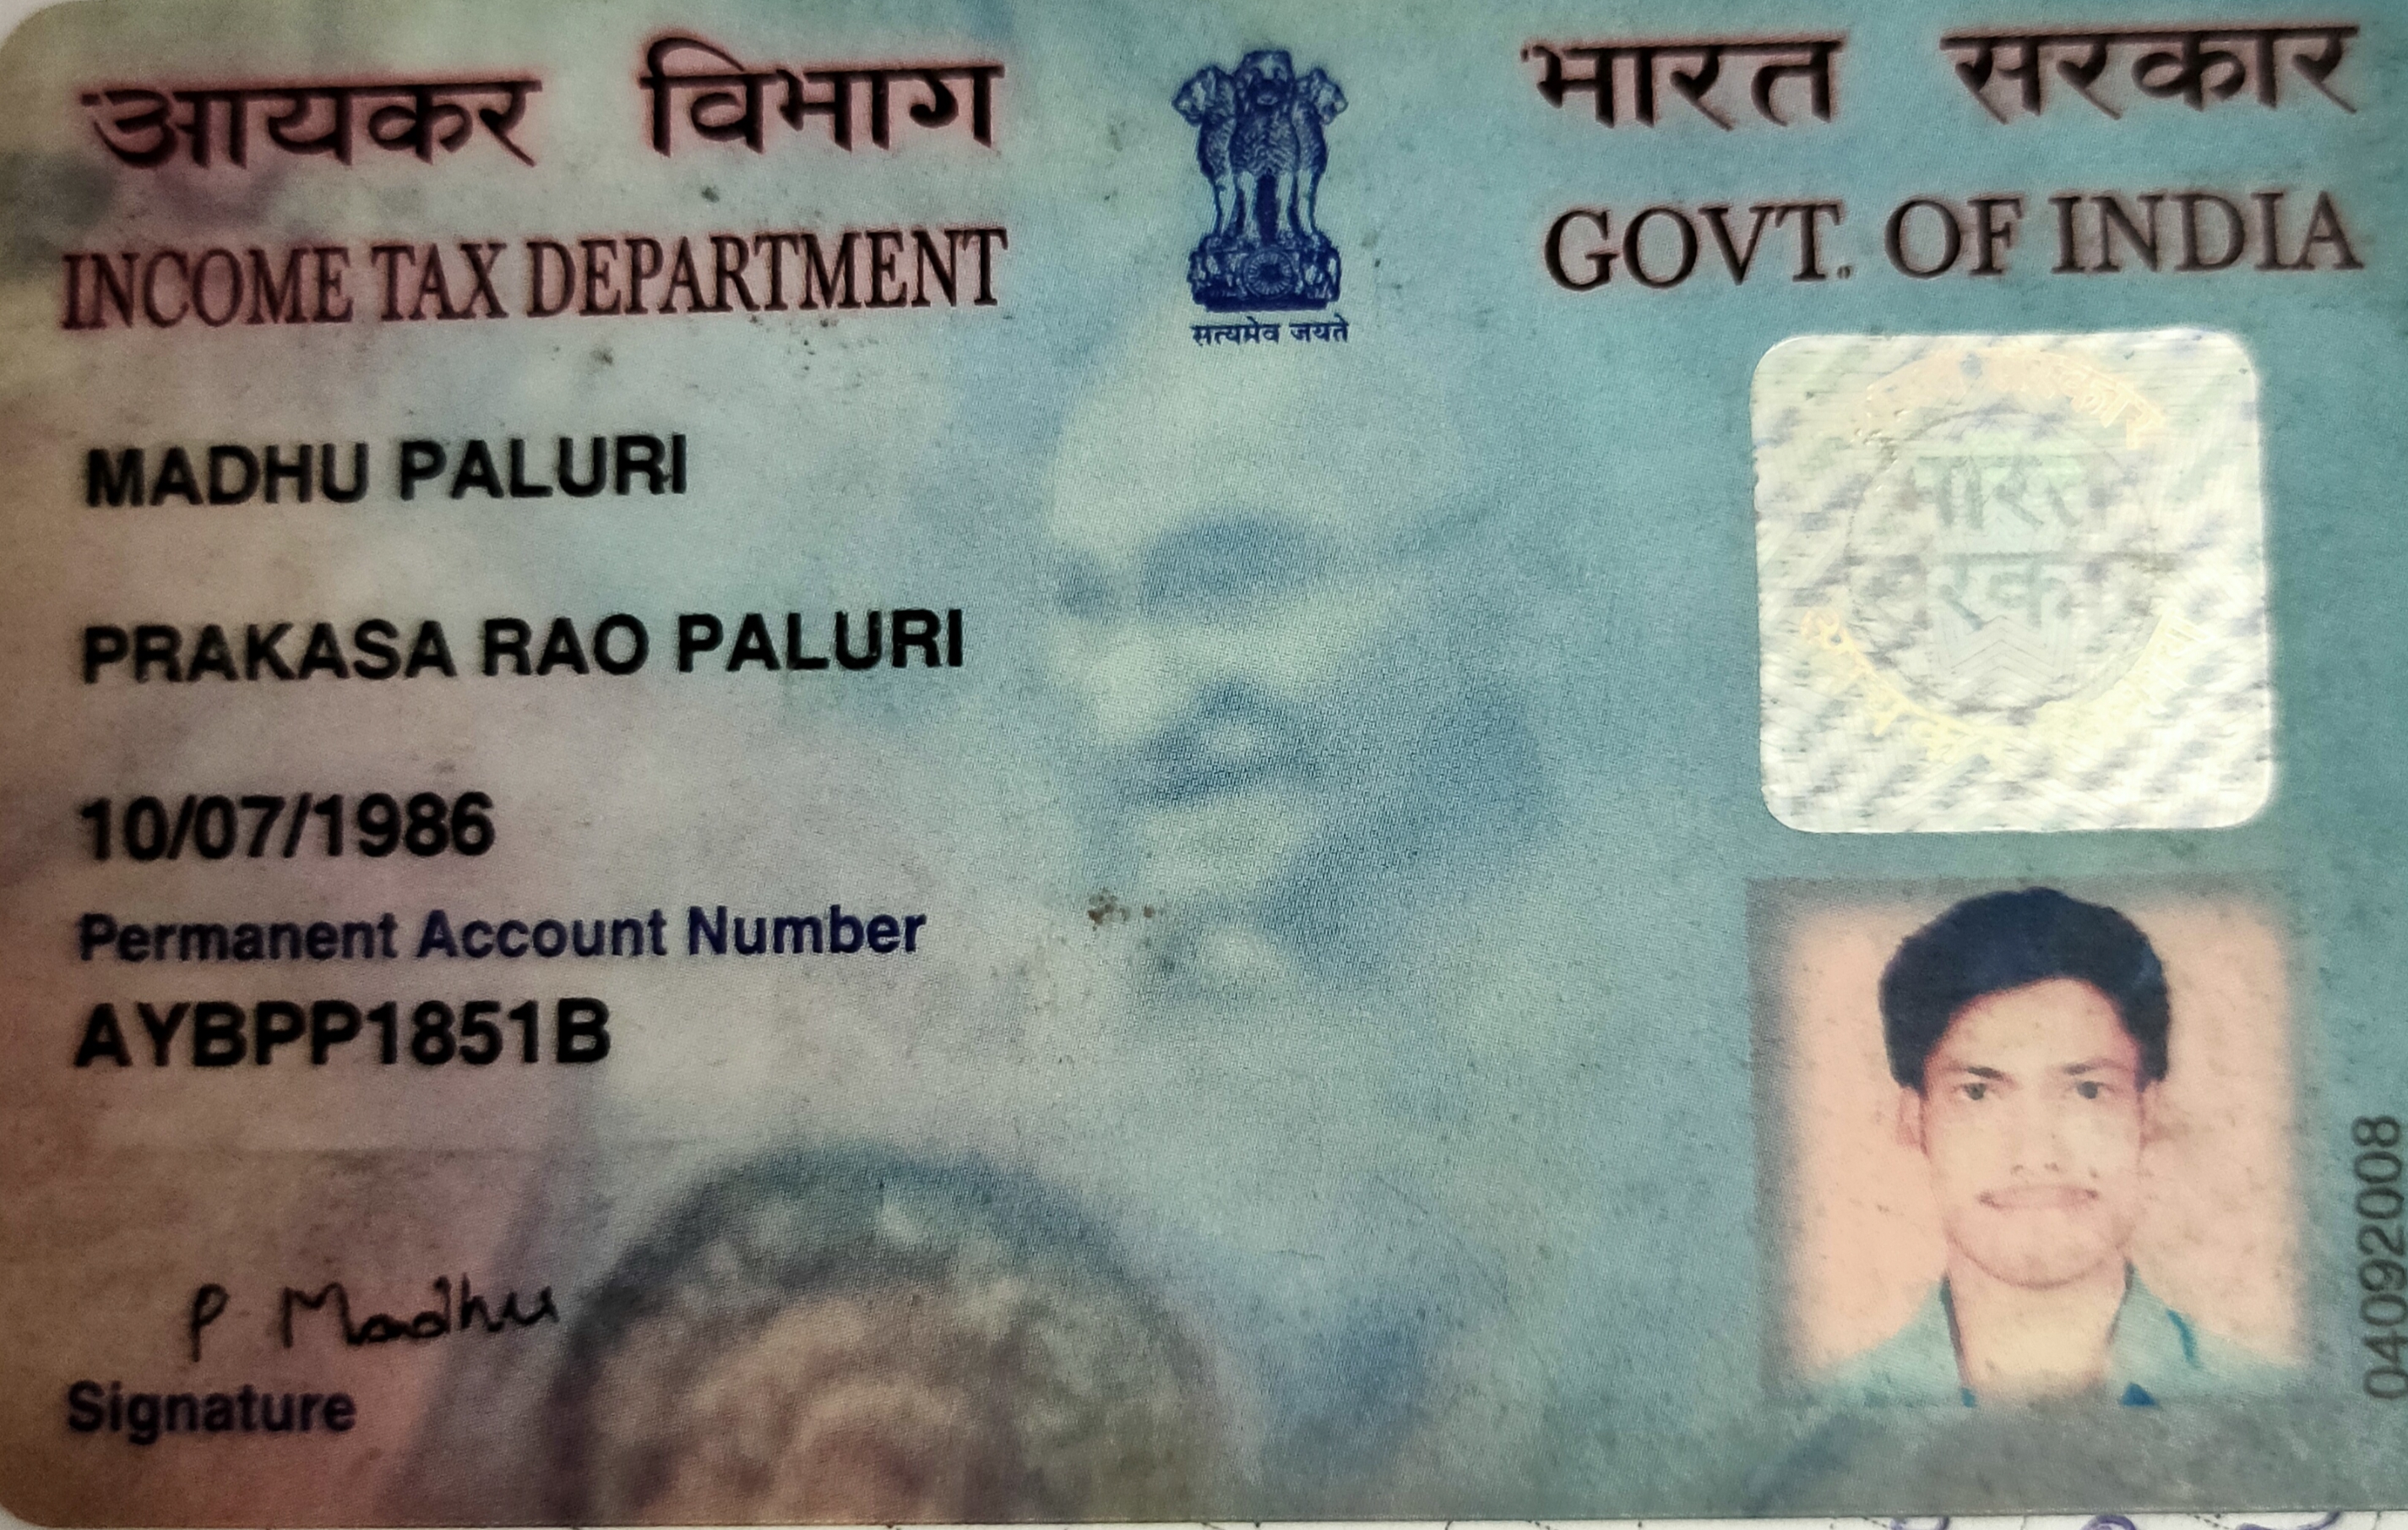 आयकर विभाग
INCOME TAX DEPARTMENT
सत्यमेव जयते
भारत सरकार
GOVT. OF INDIA
MADHU PALURI
PRAKASA RAO PALURI
10/07/1986
Permanent Account Number
AYBPP1851B
P Madhu
Signature
भारत
04092008